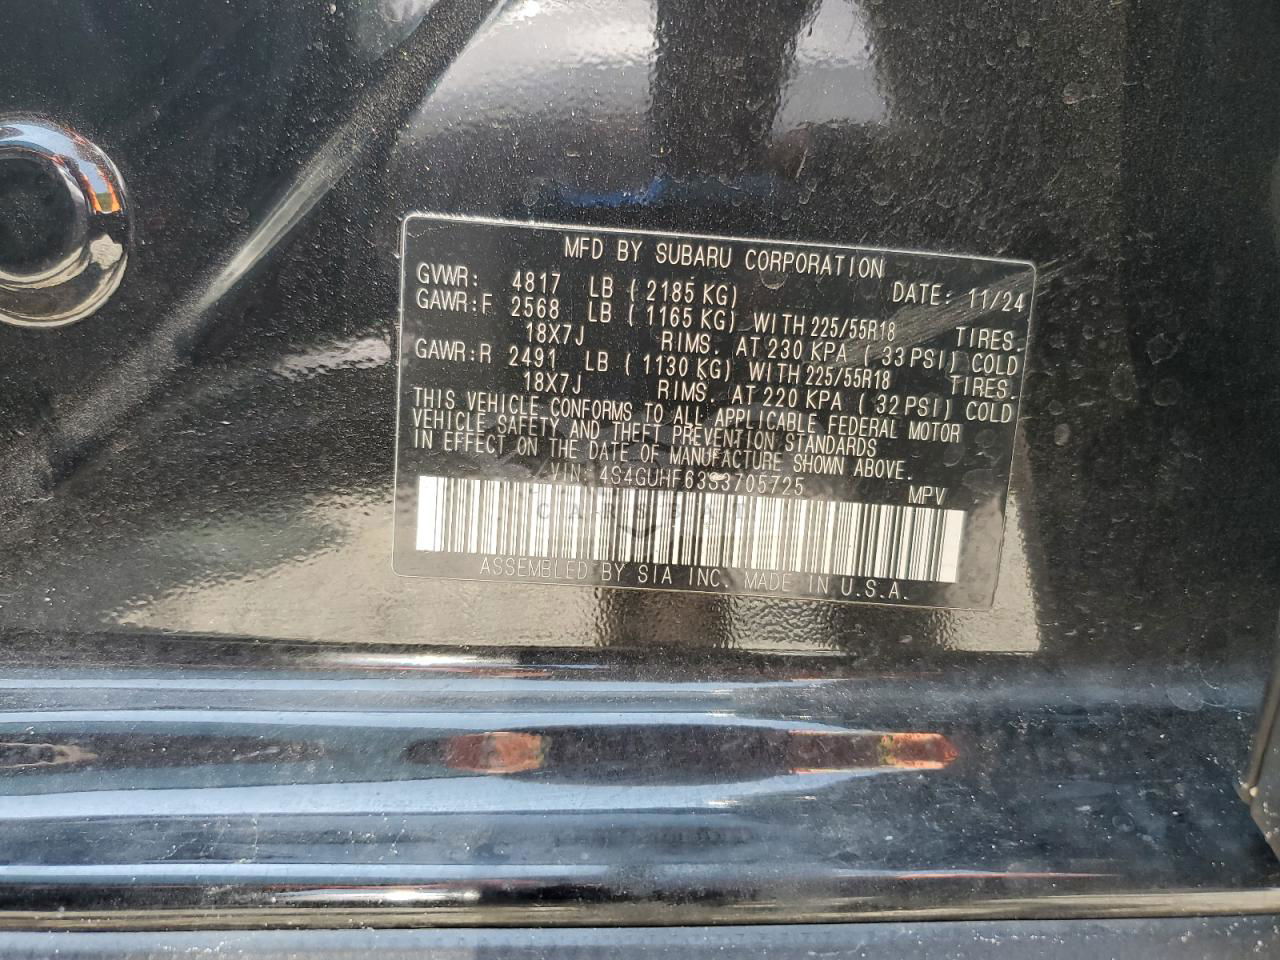 MFD BY SUBARU CORPORATION
GVWR: 4817 LB (2185 KG) DATE: 11/24
GAWR:F 2568 LB (1165 KG) WITH 225/55R18 TIRES.
18X7J RIMS. AT 230 KPA (33 PSI) COLD
GAWR:R 2491 LB (1130 KG) WITH 225/55R18 TIRES.
18X7J RIMS. AT 220 KPA (32 PSI) COLD
THIS VEHICLE CONFORMS TO ALL APPLICABLE FEDERAL MOTOR
VEHICLE SAFETY AND THEFT PREVENTION STANDARDS
IN EFFECT ON THE DATE OF MANUFACTURE SHOWN ABOVE.
VIN: 4S4GUHF63S3705725 MPV
ASSEMBLED BY SIA INC. MADE IN U.S.A.